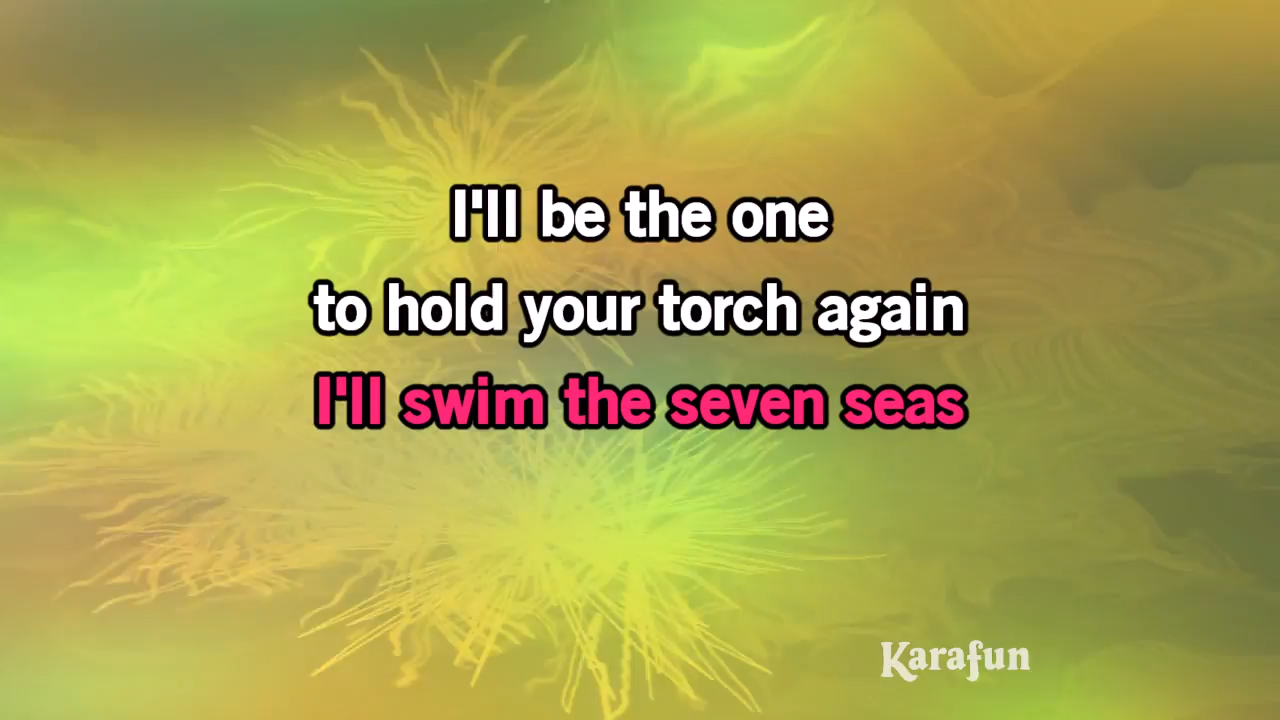 I'll be the one
to hold your torch again
I'll swim the seven seas
Karafun